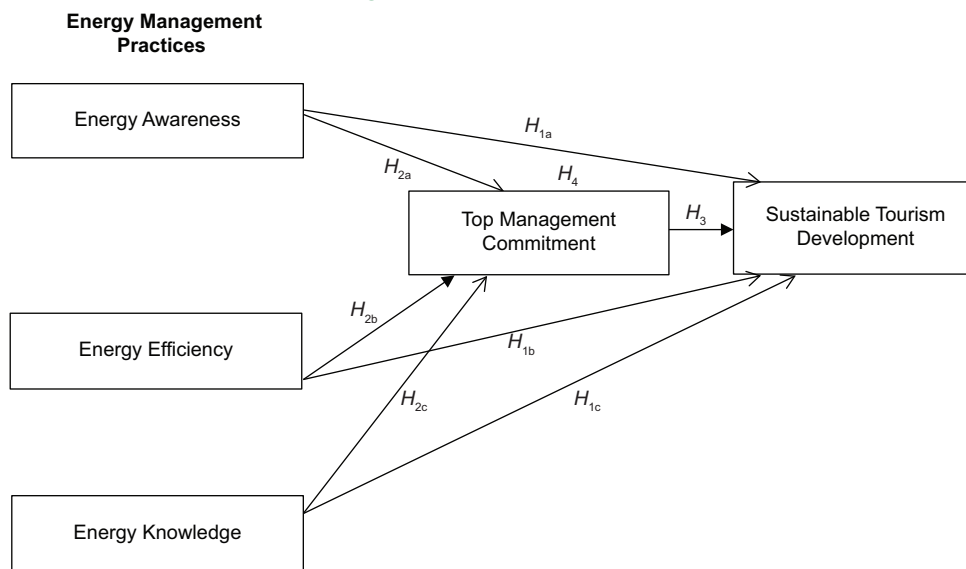 Energy Management
Practices
Energy Awareness
H1a
H2a
H4
Top Management
Commitment
H3
Sustainable Tourism
Development
H2b
Energy Efficiency
H1b
H2c
H1c
Energy Knowledge